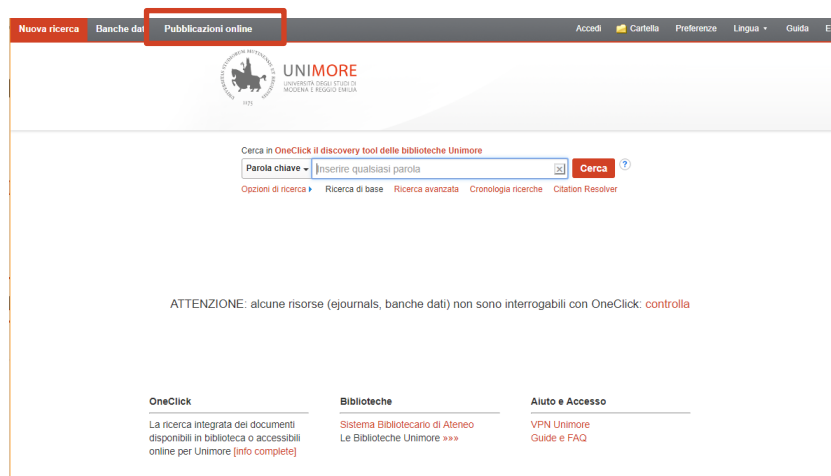 Nuova ricerca Banche dat Pubblicazioni online Accedi Cartella Preferenze Lingua Guida E
UNIMORE
UNIVERSITÀ DEGLI STUDI DI
MODENA E REGGIO EMILIA
1175
Cerca in OneClick il discovery tool delle biblioteche Unimore
Parola chiave Inserire qualsiasi parola x Cerca ?
Opzioni di ricerca Ricerca di base Ricerca avanzata Cronologia ricerche Citation Resolver
ATTENZIONE: alcune risorse (ejournals, banche dati) non sono interrogabili con OneClick: controlla
OneClick
La ricerca integrata dei documenti
disponibili in biblioteca o accessibili
online per Unimore [info complete]
Biblioteche
Sistema Bibliotecario di Ateneo
Le Biblioteche Unimore »»»
Aiuto e Accesso
VPN Unimore
Guide e FAQ